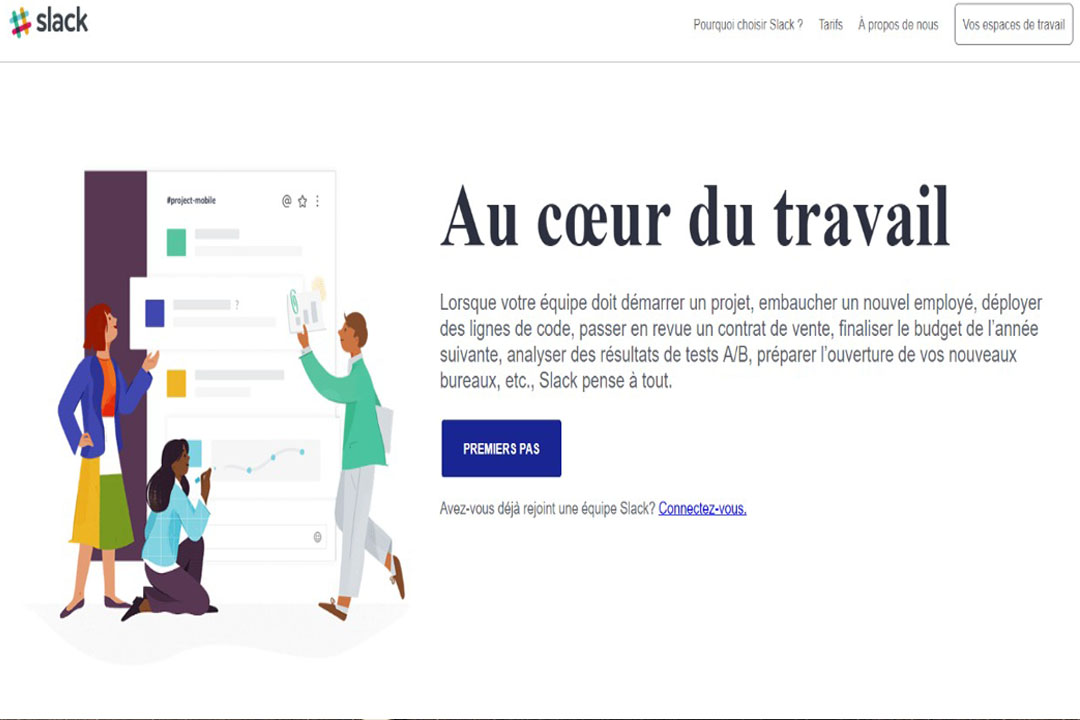 slack
Pourquoi choisir Slack ? Tarifs À propos de nous Vos espaces de travail
#project-mobile
?
Au cœur du travail
Lorsque votre équipe doit démarrer un projet, embaucher un nouvel employé, déployer
des lignes de code, passer en revue un contrat de vente, finaliser le budget de l’année
suivante, analyser des résultats de tests A/B, préparer l’ouverture de vos nouveaux
bureaux, etc., Slack pense à tout.
PREMIERS PAS
Avez-vous déjà rejoint une équipe Slack? Connectez-vous.